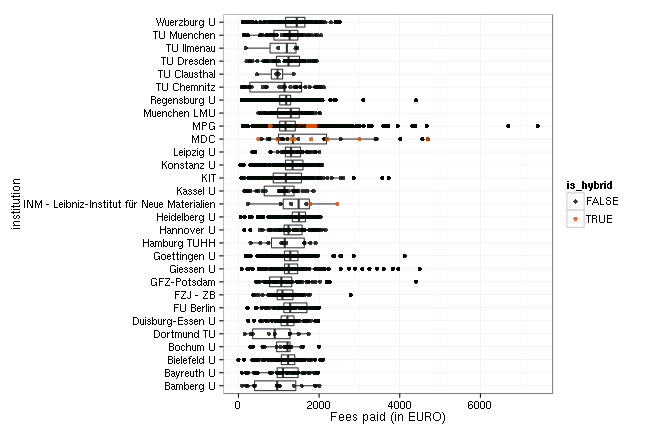 Wuerzburg U
TU Muenchen
TU Ilmenau
TU Dresden
TU Clausthal
TU Chemnitz
Regensburg U
Muenchen LMU
MPG
MDC
Leipzig U
Konstanz U
KIT
Kassel U
INM - Leibniz-Institut für Neue Materialien
Heidelberg U
Hannover U
Hamburg TUHH
Goettingen U
Giessen U
GFZ-Potsdam
FZJ - ZB
FU Berlin
Duisburg-Essen U
Dortmund TU
Bochum U
Bielefeld U
Bayreuth U
Bamberg U
institution
0 2000 4000 6000
Fees paid (in EURO)
is_hybrid
FALSE
TRUE